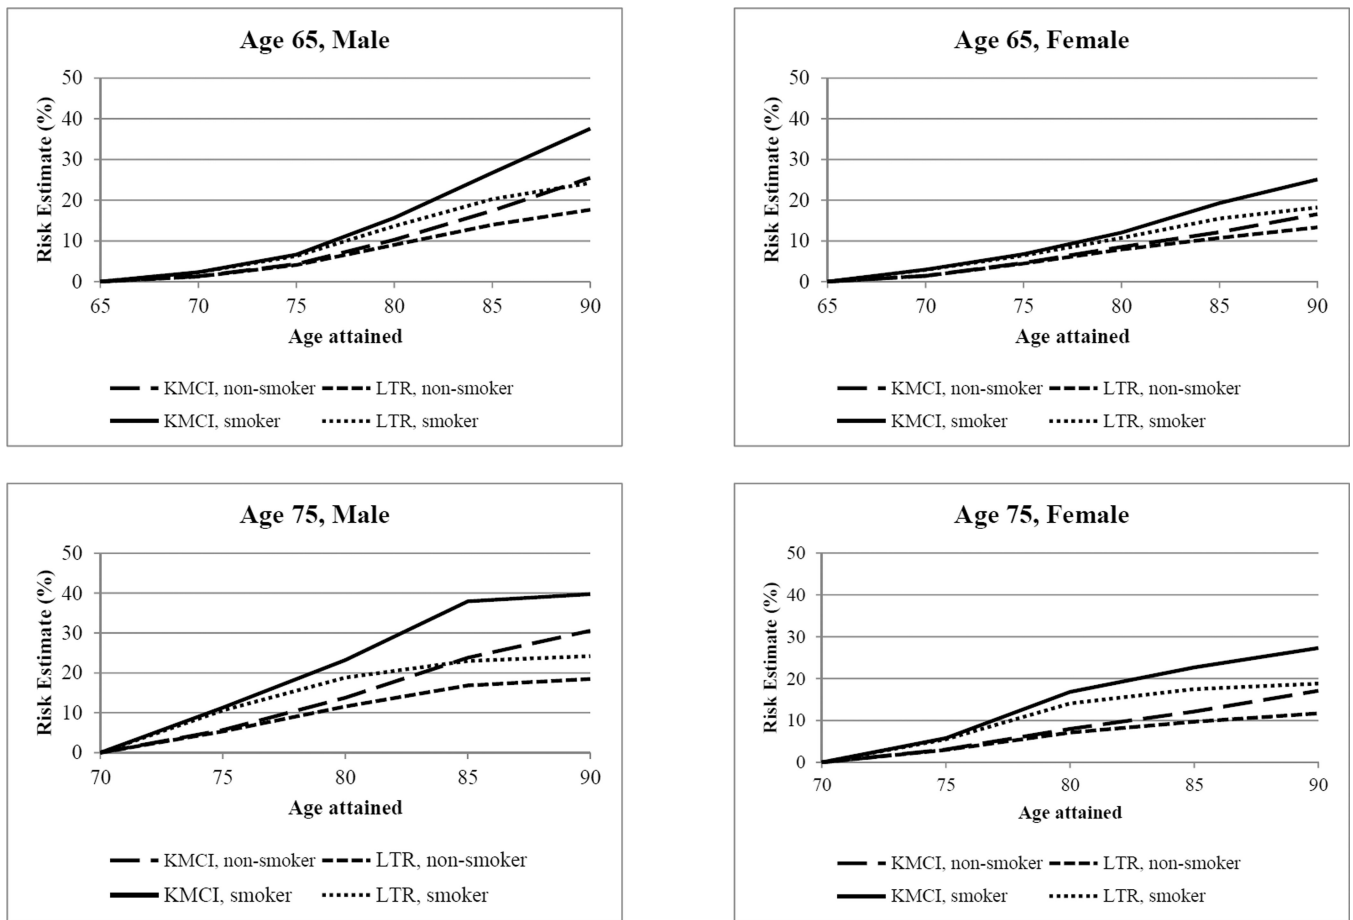 Age 65, Male
50
40
30
20
10
0
Risk Estimate (%)
65 70 75 80 85 90
Age attained
KMCI, non-smoker LTR, non-smoker
KMCI, smoker LTR, smoker
Age 65, Female
50
40
30
20
10
0
Risk Estimate (%)
65 70 75 80 85 90
Age attained
KMCI, non-smoker LTR, non-smoker
KMCI, smoker LTR, smoker
Age 75, Male
50
40
30
20
10
0
Risk Estimate (%)
70 75 80 85 90
Age attained
KMCI, non-smoker LTR, non-smoker
KMCI, smoker LTR, smoker
Age 75, Female
50
40
30
20
10
0
Risk Estimate (%)
70 75 80 85 90
Age attained
KMCI, non-smoker LTR, non-smoker
KMCI, smoker LTR, smoker